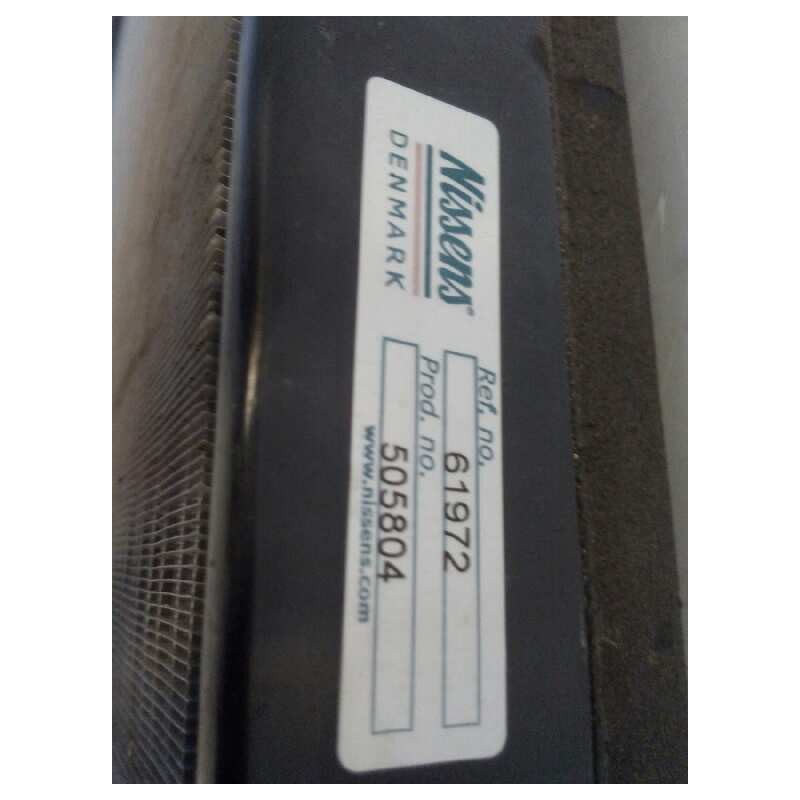 Nissens®
DENMARK
Ref. no.
61972
Prod. no.
505804
www.nissens.com